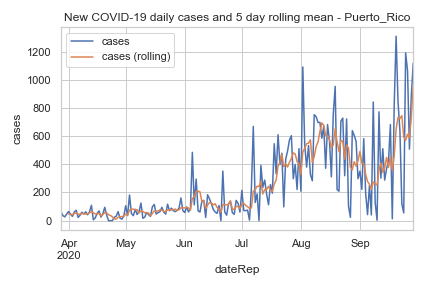 New COVID-19 daily cases and 5 day rolling mean - Puerto_Rico
cases
cases (rolling)
1200
1000
800
600
400
200
0
cases
Apr May Jun Jul Aug Sep
2020
dateRep